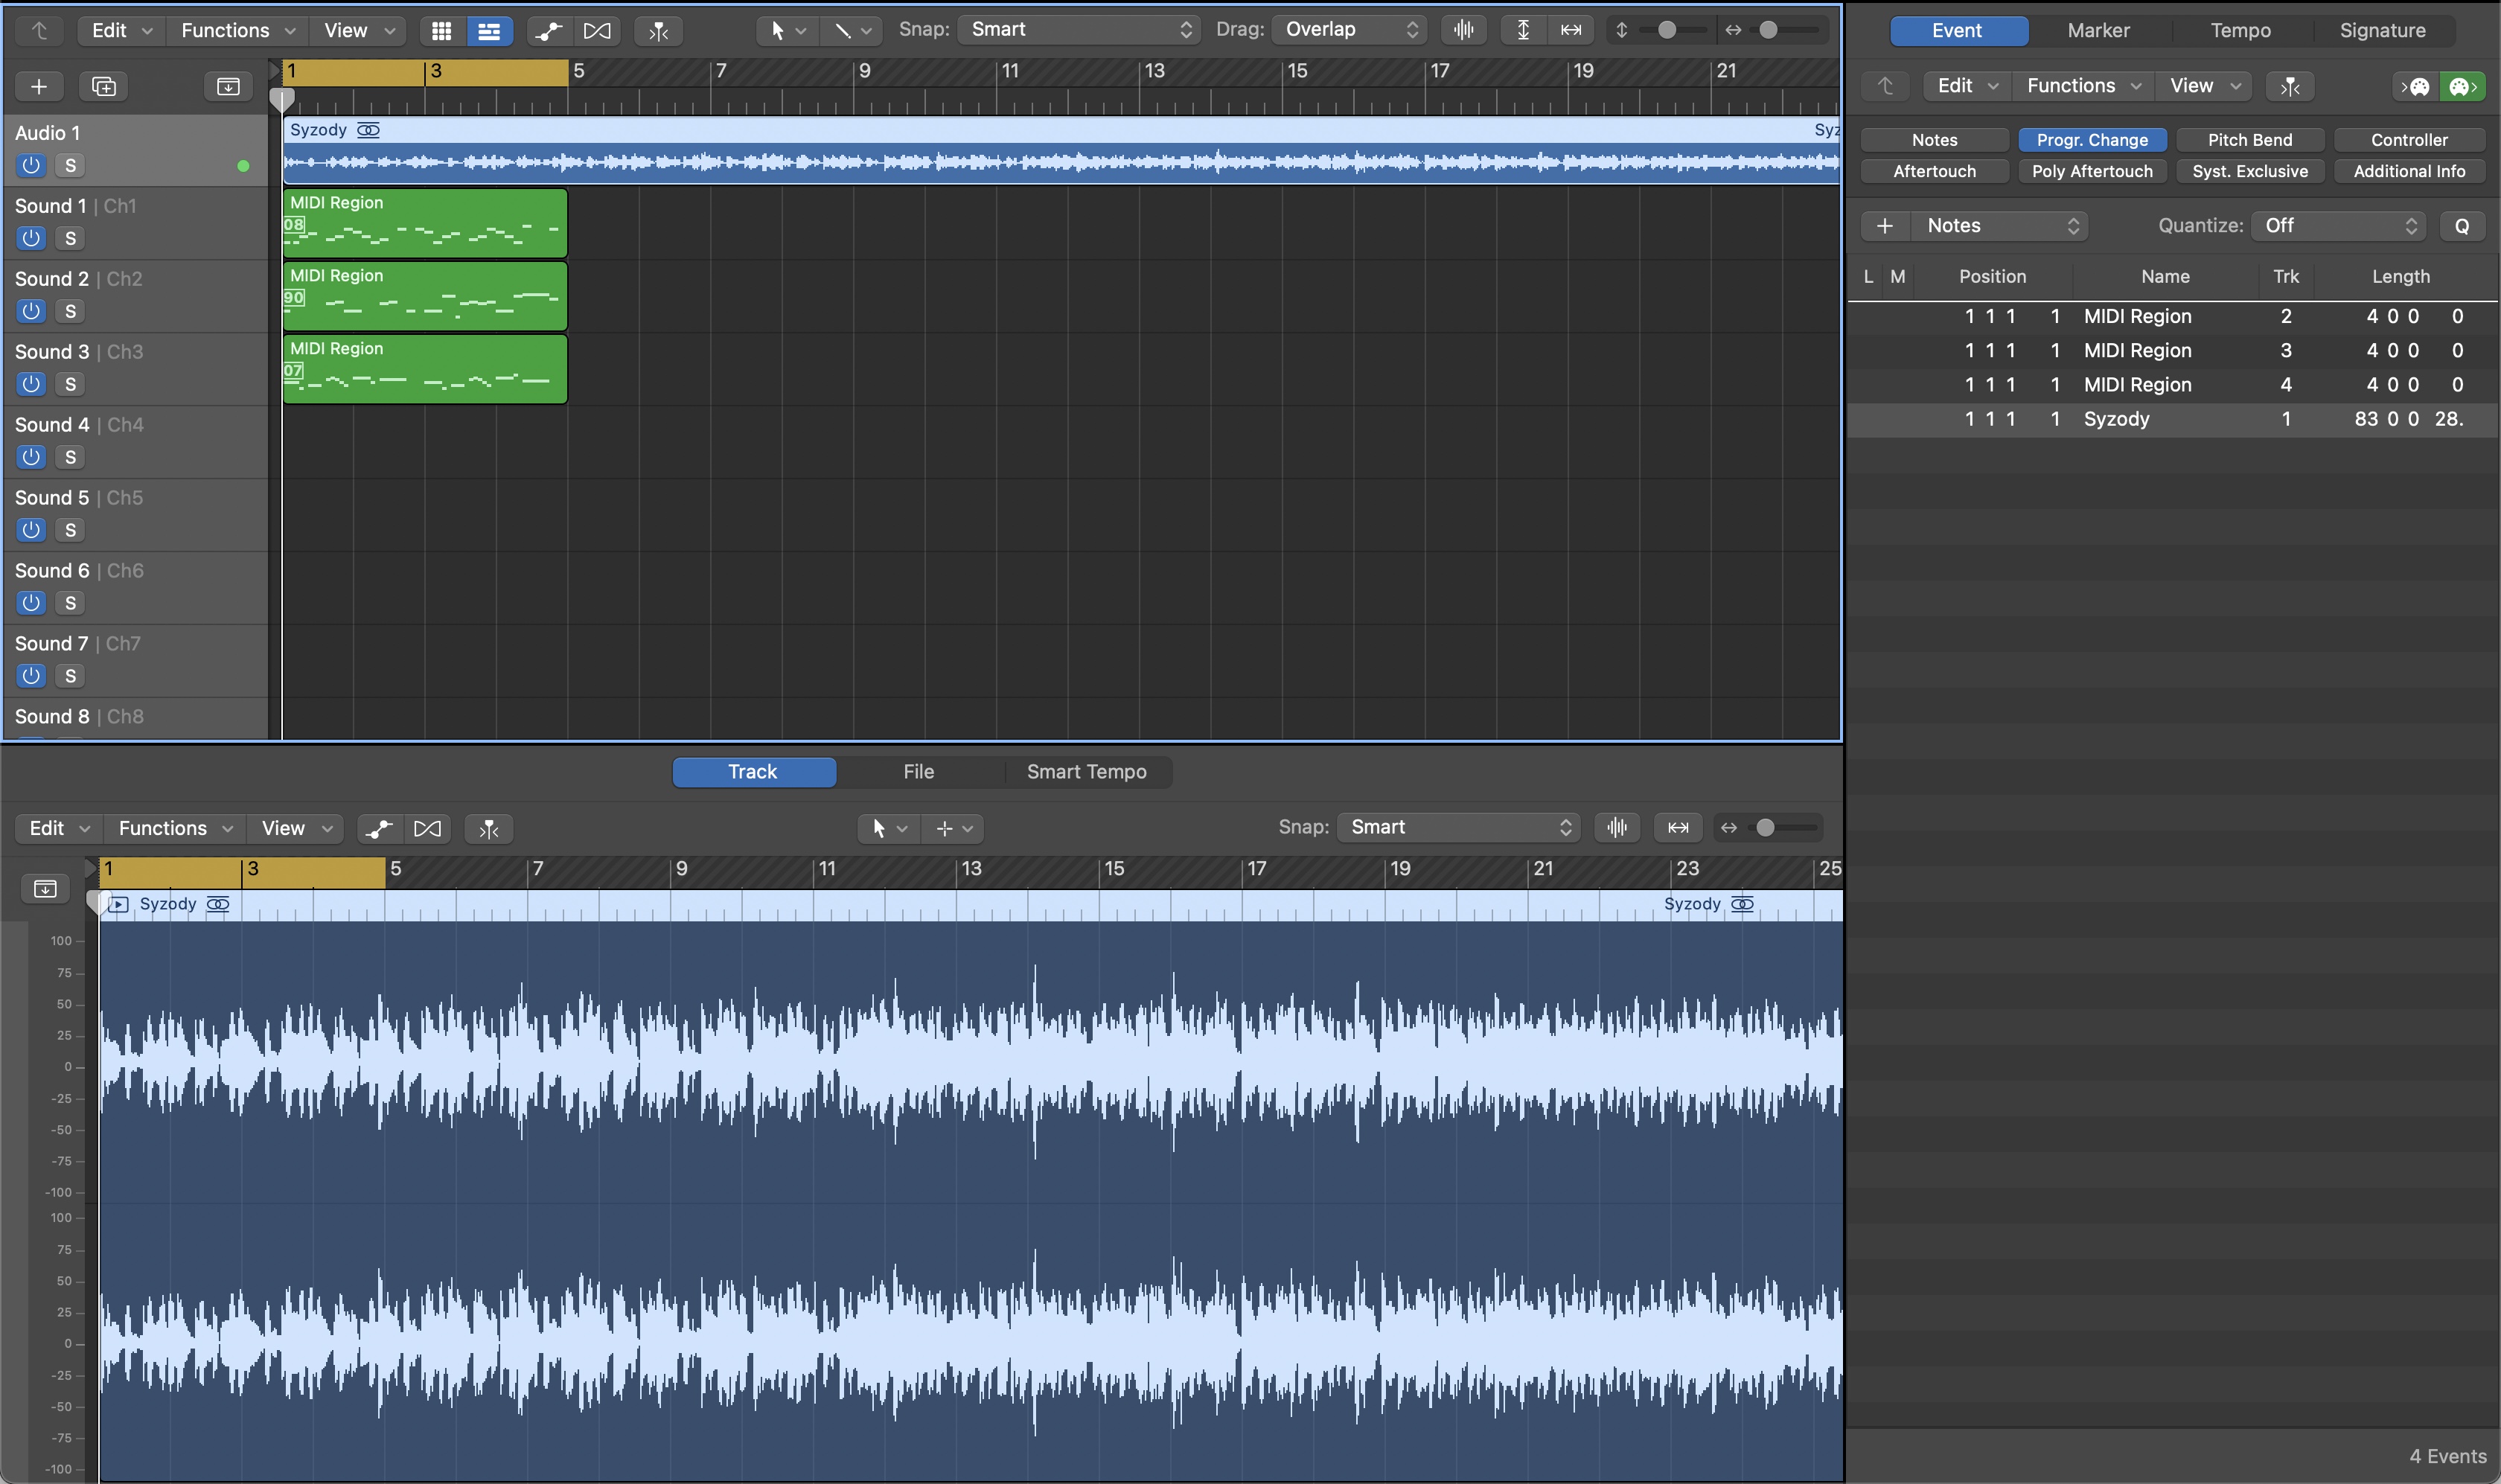 Edit Functions View Snap: Smart Drag: Overlap
1 3 5 7 9 11 13 15 17 19 21
Audio 1
S
Syzody Syz
Sound 1 | Ch1
S
MIDI Region
08
Sound 2 | Ch2
S
MIDI Region
90
Sound 3 | Ch3
S
MIDI Region
07
Sound 4 | Ch4
S
Sound 5 | Ch5
S
Sound 6 | Ch6
S
Sound 7 | Ch7
S
Sound 8 | Ch8
Track File Smart Tempo
Edit Functions View Snap: Smart
1 3 5 7 9 11 13 15 17 19 21 23 25
Syzody Syzody
100
75
50
25
0
-25
-50
-75
-100
100
75
50
25
0
-25
-50
-75
-100
Event Marker Tempo Signature
Edit Functions View
Notes Progr. Change Pitch Bend Controller
Aftertouch Poly Aftertouch Syst. Exclusive Additional Info
+ Notes Quantize: Off Q
L M Position Name Trk Length
1 1 1 1 MIDI Region 2 4 0 0 0
1 1 1 1 MIDI Region 3 4 0 0 0
1 1 1 1 MIDI Region 4 4 0 0 0
1 1 1 1 Syzody 1 83 0 0 28.
4 Events